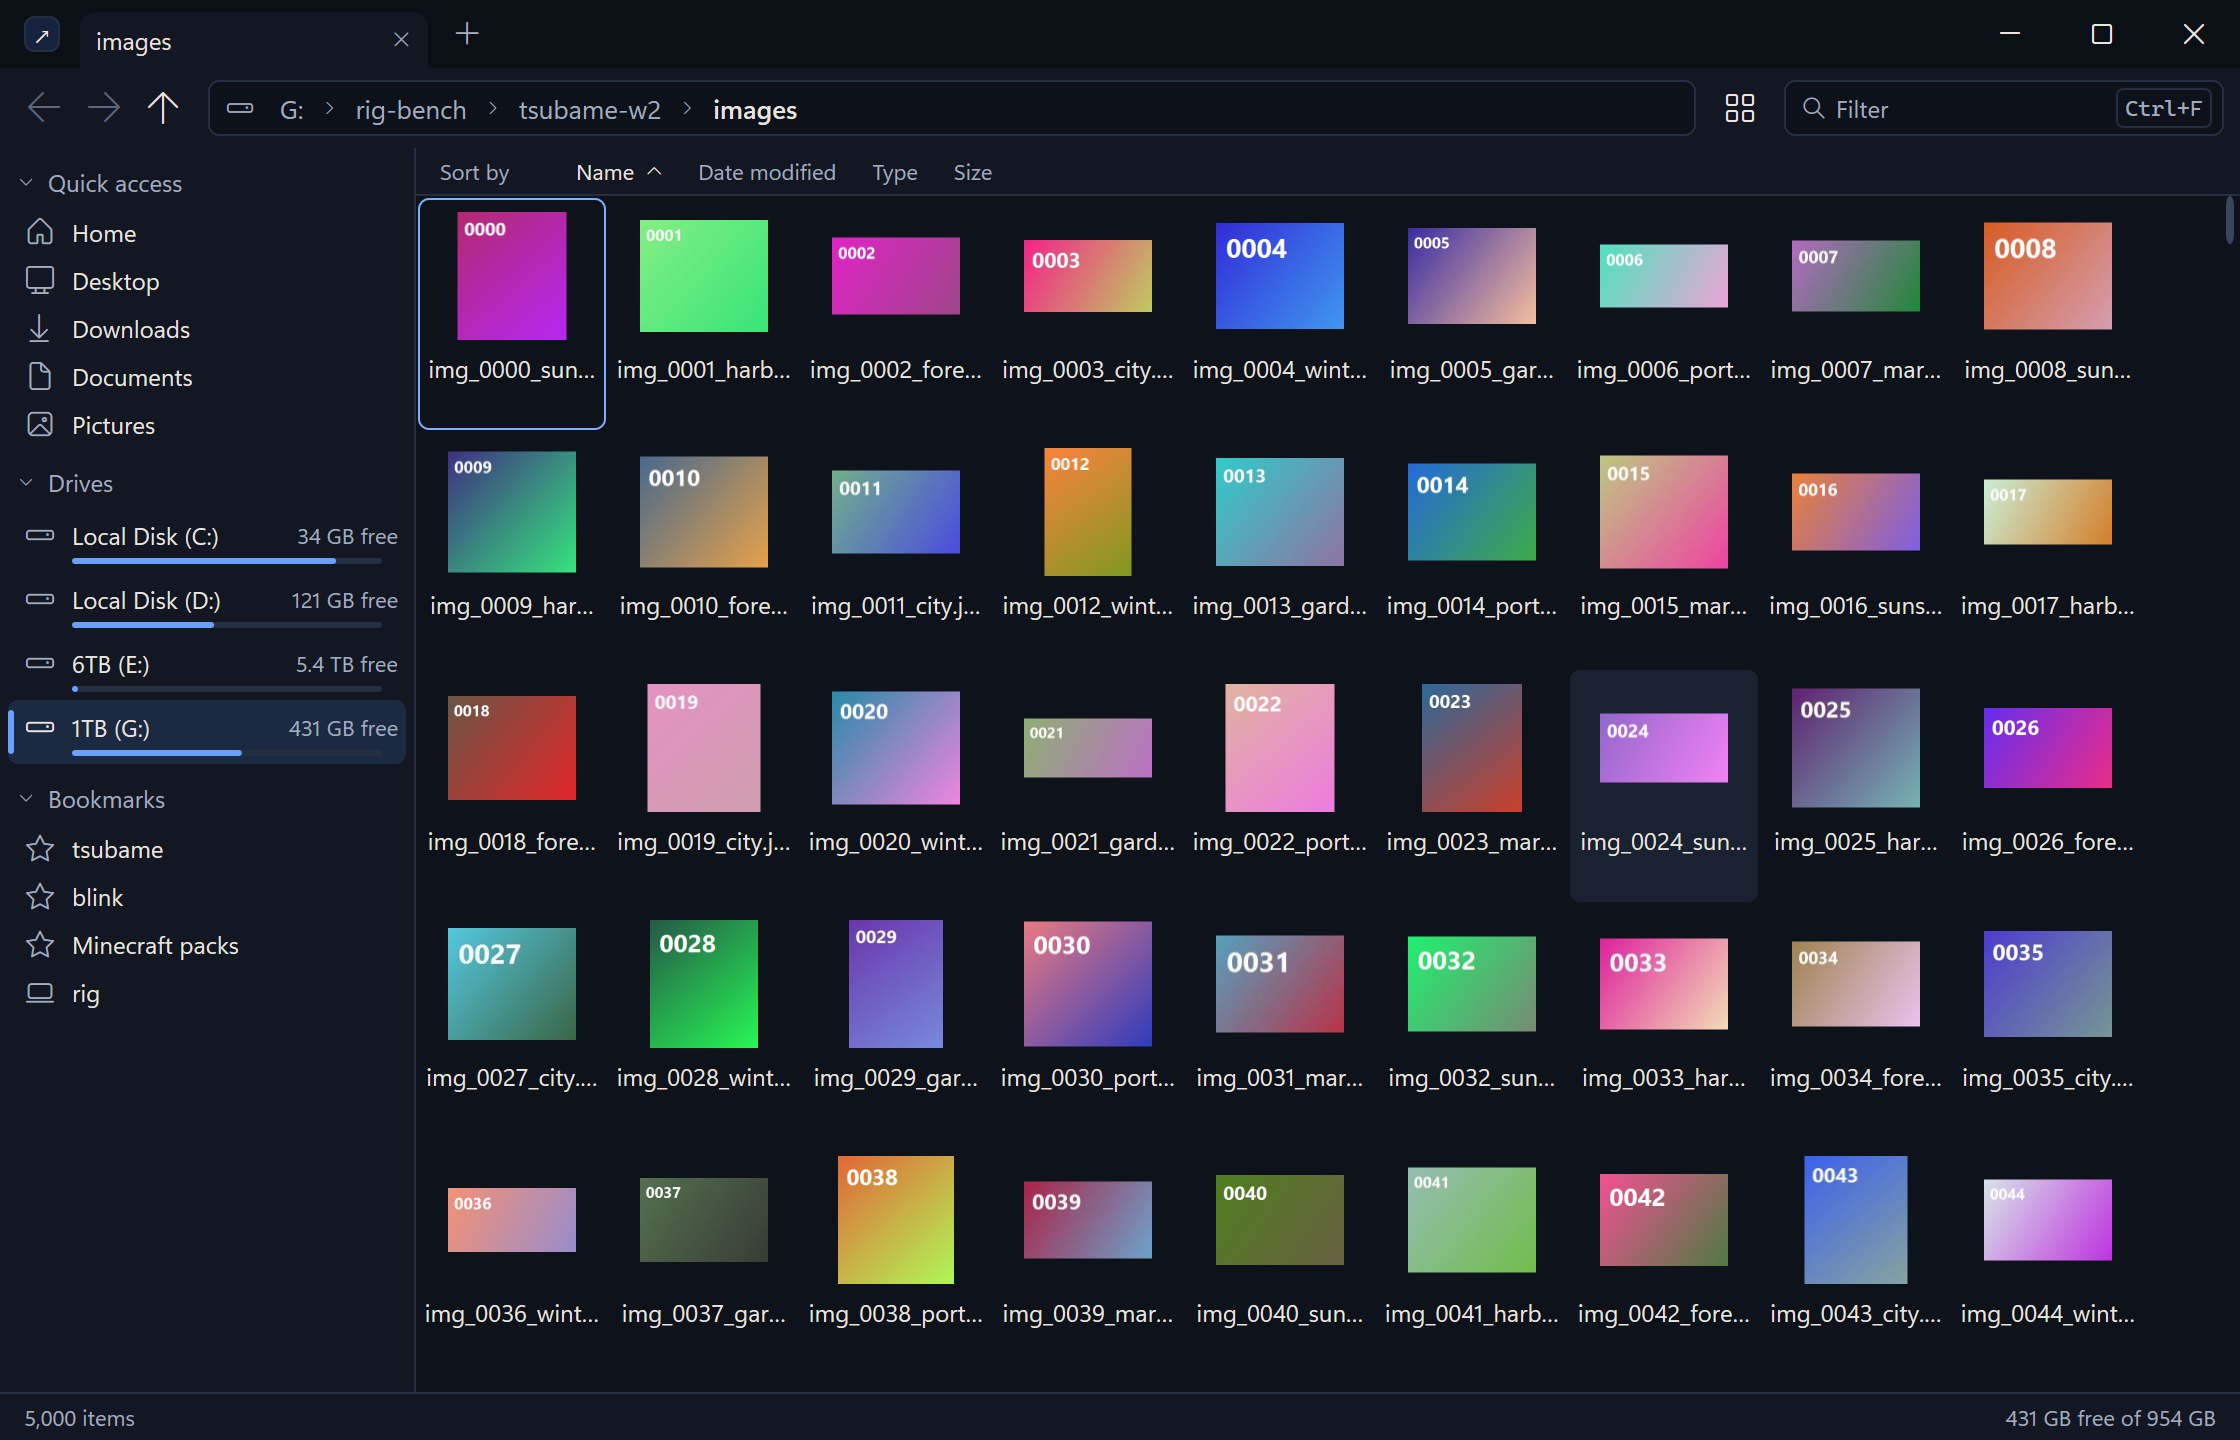 images
G: rig-bench tsubame-w2 images
Filter Ctrl+F
Quick access
Home
Desktop
Downloads
Documents
Pictures
Drives
Local Disk (C:) 34 GB free
Local Disk (D:) 121 GB free
6TB (E:) 5.4 TB free
1TB (G:) 431 GB free
Bookmarks
tsubame
blink
Minecraft packs
rig
Sort by Name Date modified Type Size
0000 0001 0002 0003 0004 0005 0006 0007 0008
img_0000_sun... img_0001_harb... img_0002_fore... img_0003_city.... img_0004_wint... img_0005_gar... img_0006_port... img_0007_mar... img_0008_sun...
0009 0010 0011 0012 0013 0014 0015 0016 0017
img_0009_har... img_0010_fore... img_0011_city.j... img_0012_wint... img_0013_gard... img_0014_port... img_0015_mar... img_0016_suns... img_0017_harb...
0018 0019 0020 0021 0022 0023 0024 0025 0026
img_0018_fore... img_0019_city.j... img_0020_wint... img_0021_gard... img_0022_port... img_0023_mar... img_0024_sun... img_0025_har... img_0026_fore...
0027 0028 0029 0030 0031 0032 0033 0034 0035
img_0027_city.... img_0028_wint... img_0029_gar... img_0030_port... img_0031_mar... img_0032_sun... img_0033_har... img_0034_fore... img_0035_city....
0036 0037 0038 0039 0040 0041 0042 0043 0044
img_0036_wint... img_0037_gar... img_0038_port... img_0039_mar... img_0040_sun... img_0041_harb... img_0042_fore... img_0043_city.... img_0044_wint...
5,000 items
431 GB free of 954 GB